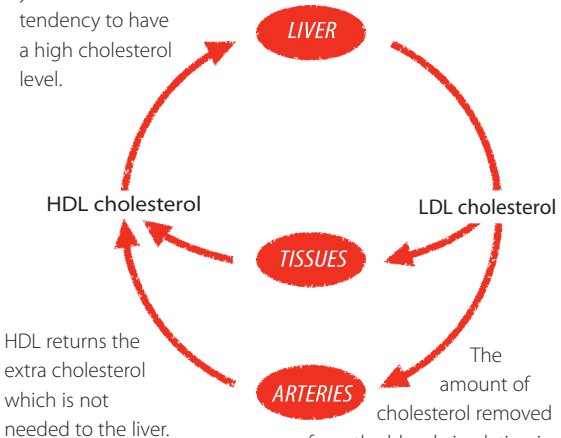 tendency to have
a high cholesterol
level.
LIVER
HDL cholesterol
LDL cholesterol
TISSUES
HDL returns the
extra cholesterol
which is not
needed to the liver.
ARTERIES
The
amount of
cholesterol removed